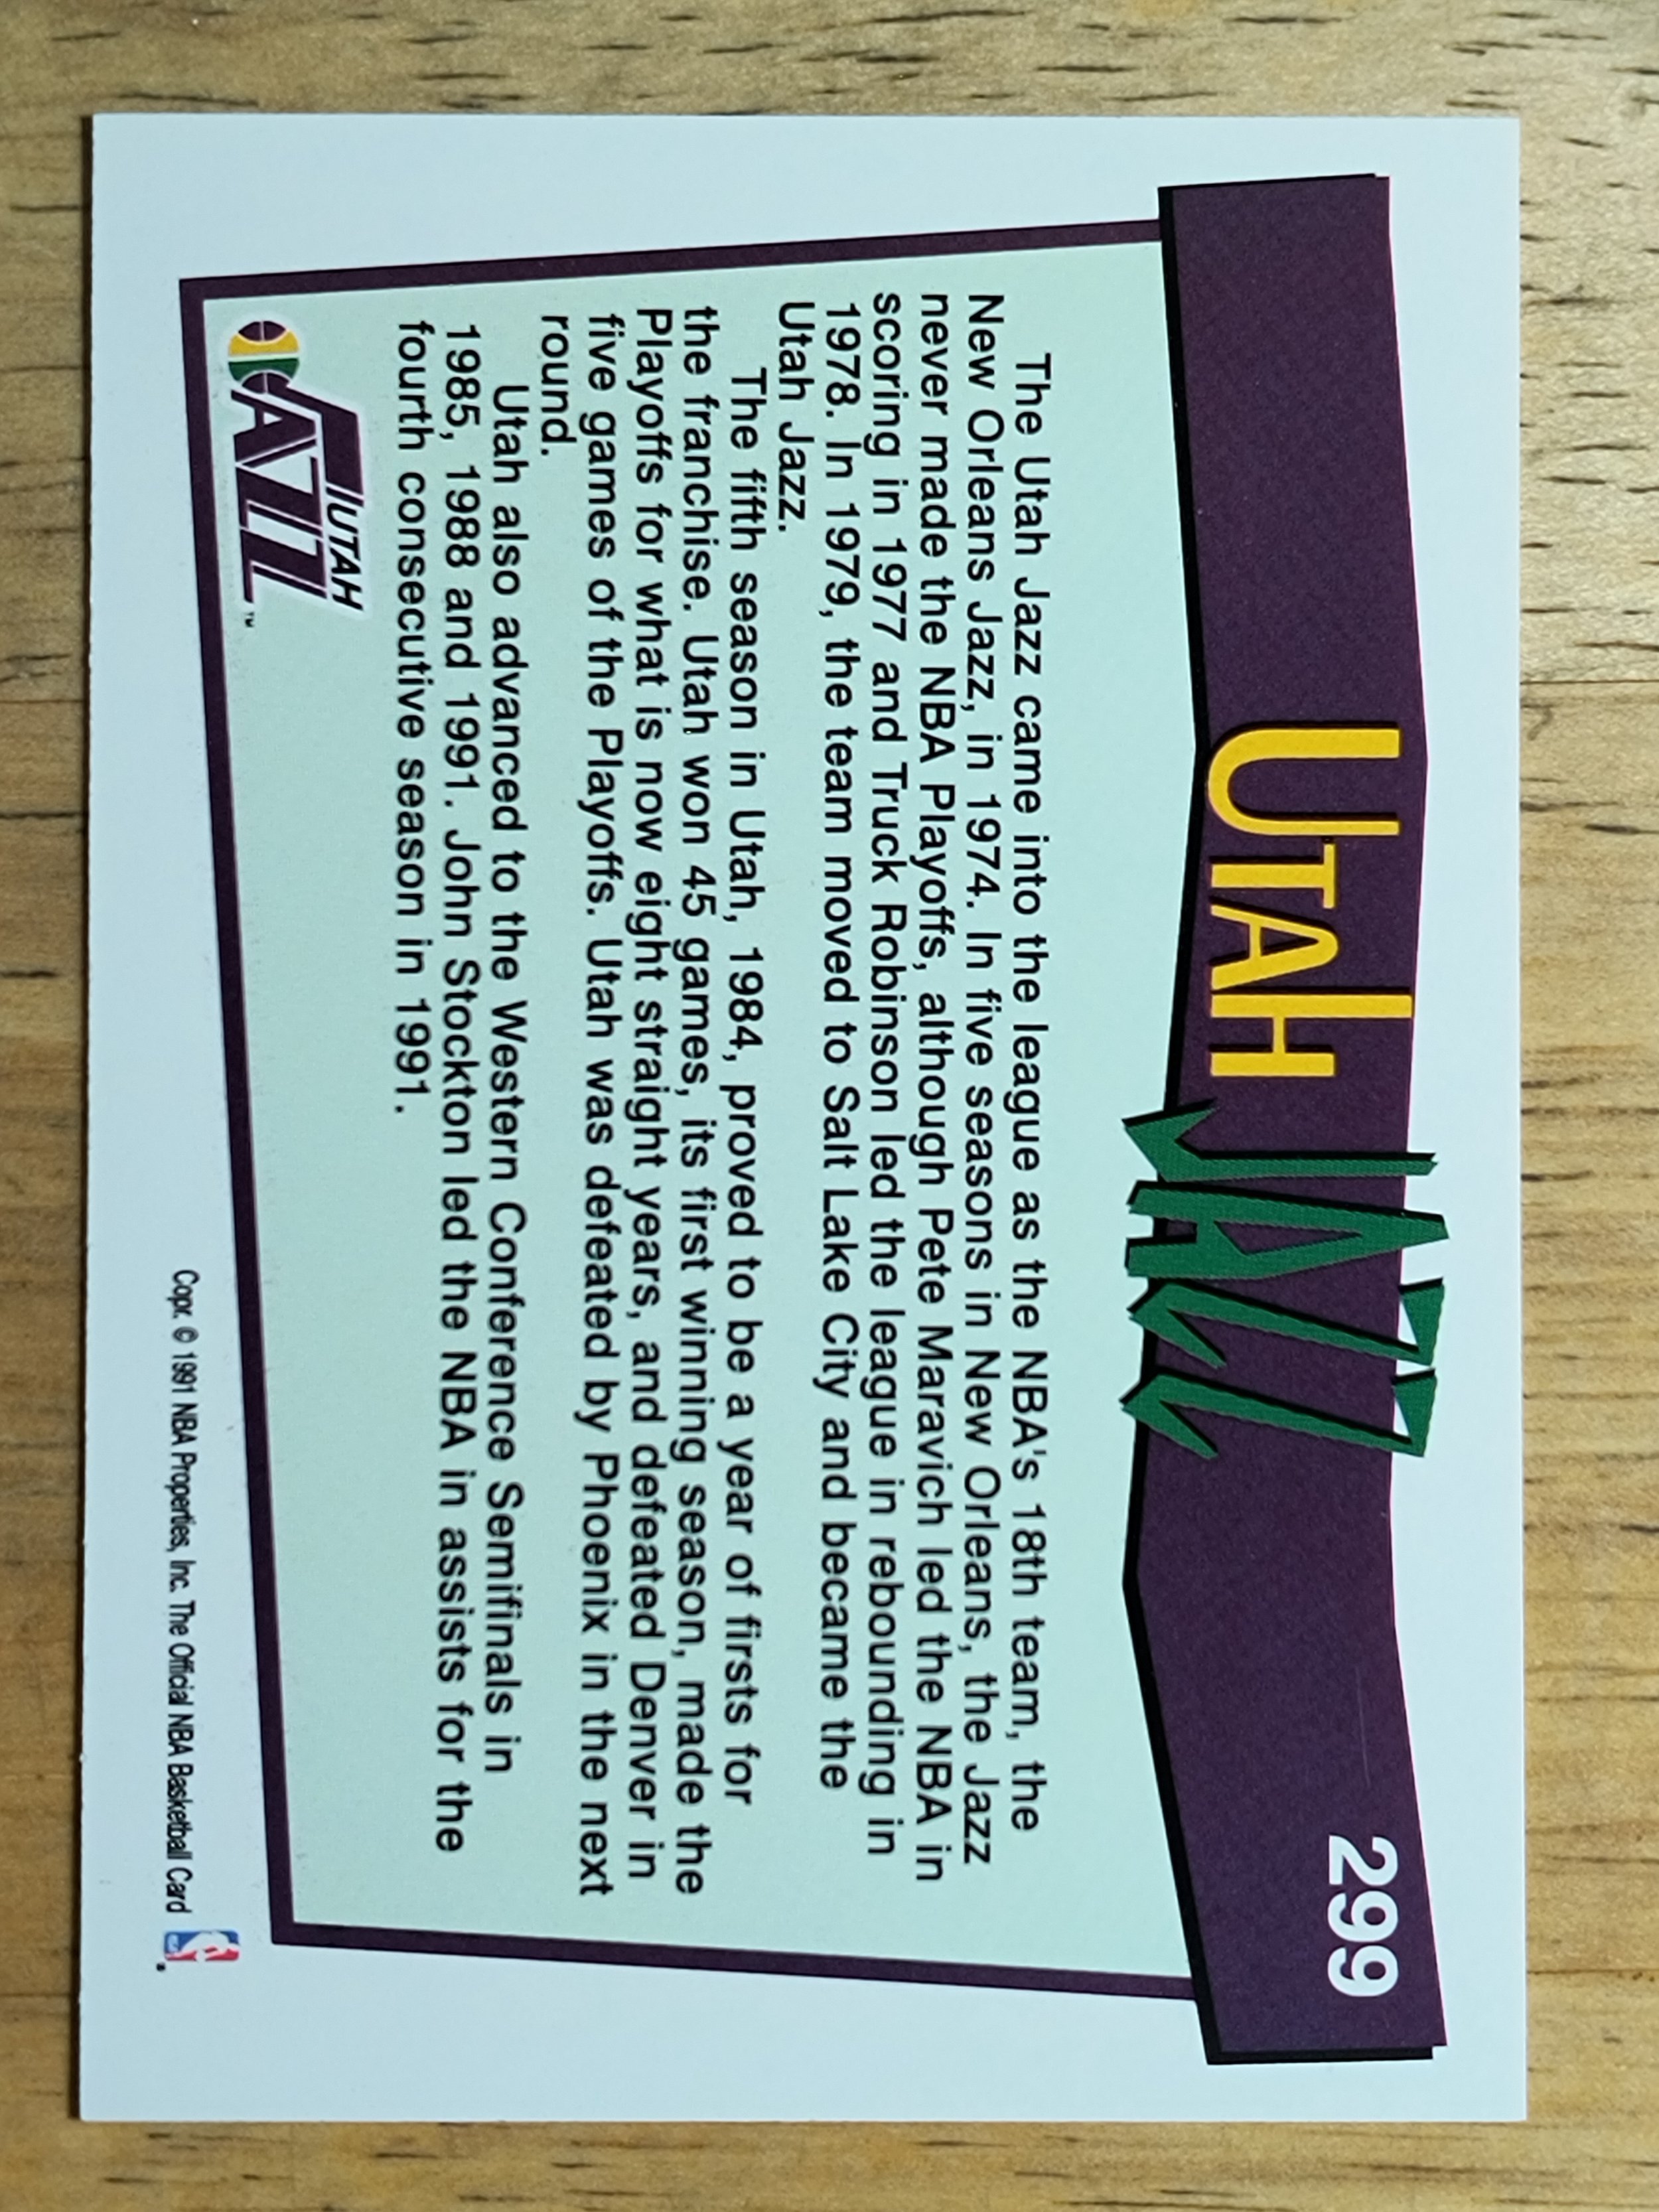 299
UTAH JAZZ
The Utah Jazz came into the league as the NBA's 18th team, the
New Orleans Jazz, in 1974. In five seasons in New Orleans, the Jazz
never made the NBA Playoffs, although Pete Maravich led the NBA in
scoring in 1977 and Truck Robinson led the league in rebounding in
1978. In 1979, the team moved to Salt Lake City and became the
Utah Jazz.
The fifth season in Utah, 1984, proved to be a year of firsts for
the franchise. Utah won 45 games, its first winning season, made the
Playoffs for what is now eight straight years, and defeated Denver in
five games of the Playoffs. Utah was defeated by Phoenix in the next
round.
Utah also advanced to the Western Conference Semifinals in
1985, 1988 and 1991. John Stockton led the NBA in assists for the
fourth consecutive season in 1991.
UTAH
JAZZ™
Copr. © 1991 NBA Properties, Inc. The Official NBA Basketball Card